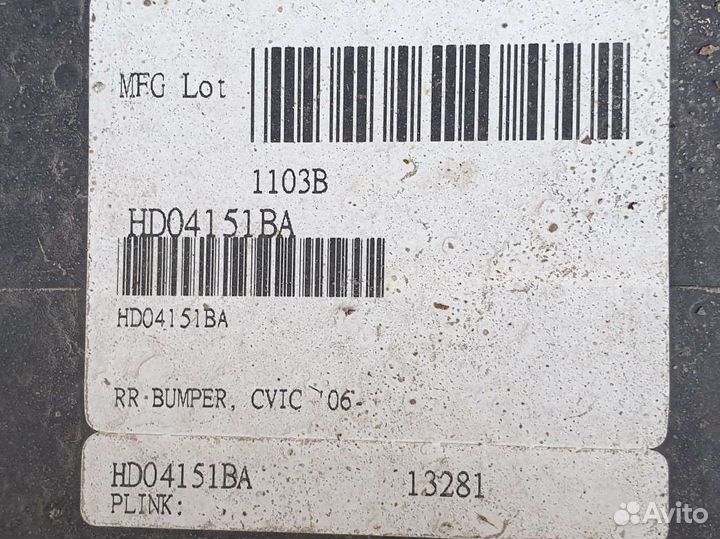 MFG Lot
1103B
HD04151BA
HD04151BA
RR BUMPER, CVIC '06-
HD04151BA 13281
PLINK:
Avito